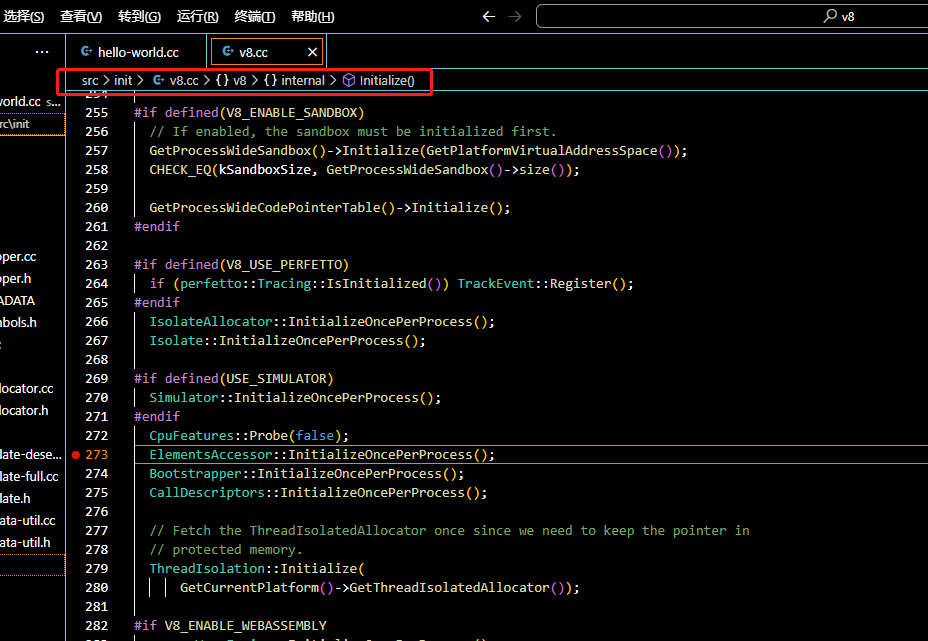 选择(S) 查看(V) 转到(G) 运行(R) 终端(T) 帮助(H) v8
... hello-world.cc v8.cc
src > init > v8.cc > {} v8 > {} internal > Initialize()
world.cc s...
rc\init
oper.cc
oper.h
ADATA
nbols.h
locator.cc
locator.h
late-dese...
late-full.cc
late.h
ata-util.cc
ata-util.h
254
255 #if defined(V8_ENABLE_SANDBOX)
256 // If enabled, the sandbox must be initialized first.
257 GetProcessWideSandbox()->Initialize(GetPlatformVirtualAddressSpace());
258 CHECK_EQ(kSandboxSize, GetProcessWideSandbox()->size());
259
260 GetProcessWideCodePointerTable()->Initialize();
261 #endif
262
263 #if defined(V8_USE_PERFETTO)
264 if (perfetto::Tracing::IsInitialized()) TrackEvent::Register();
265 #endif
266 IsolateAllocator::InitializeOncePerProcess();
267 Isolate::InitializeOncePerProcess();
268
269 #if defined(USE_SIMULATOR)
270 Simulator::InitializeOncePerProcess();
271 #endif
272 CpuFeatures::Probe(false);
273 ElementsAccessor::InitializeOncePerProcess();
274 Bootstrapper::InitializeOncePerProcess();
275 CallDescriptors::InitializeOncePerProcess();
276
277 // Fetch the ThreadIsolatedAllocator once since we need to keep the pointer in
278 // protected memory.
279 ThreadIsolation::Initialize(
280 GetCurrentPlatform()->GetThreadIsolatedAllocator());
281
282 #if V8_ENABLE_WEBASSEMBLY